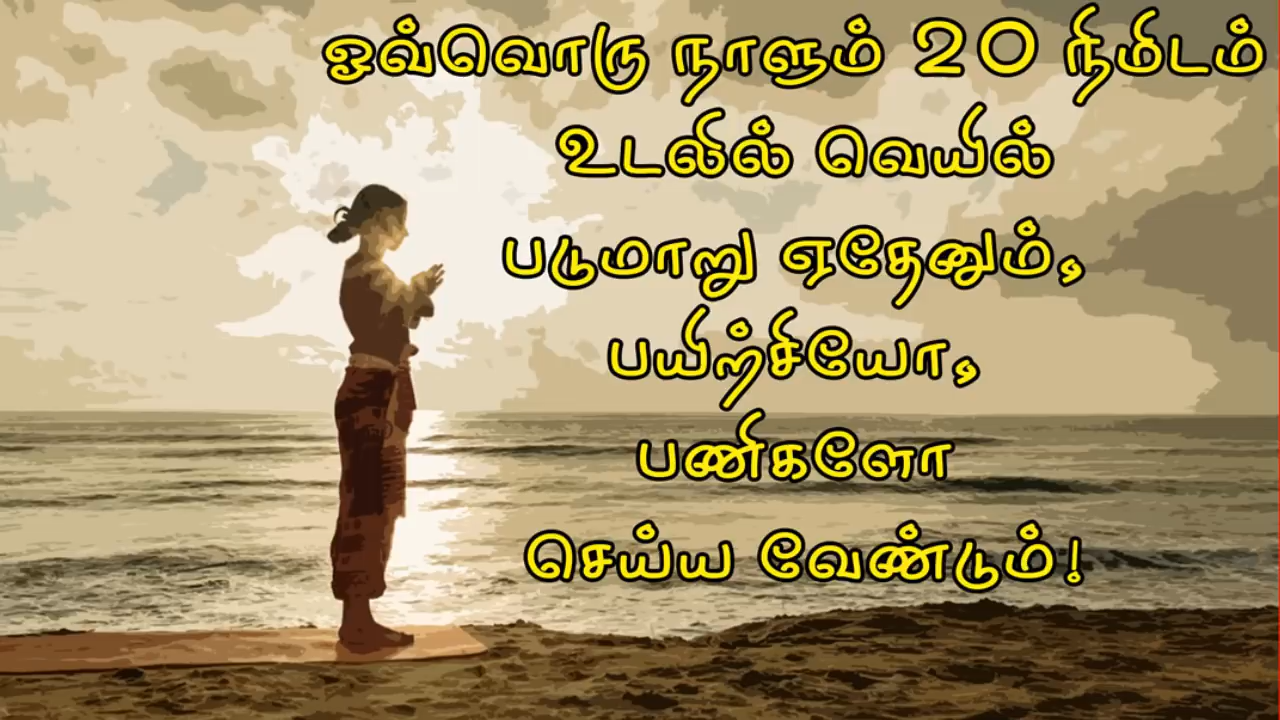 ஒவ்வொரு நாளும் 20 நிமிடம்
உடலில் வெயில்
படுமாறு ஏதேனும்,
பயிற்சியோ,
பணிகளோ
செய்ய வேண்டும்!